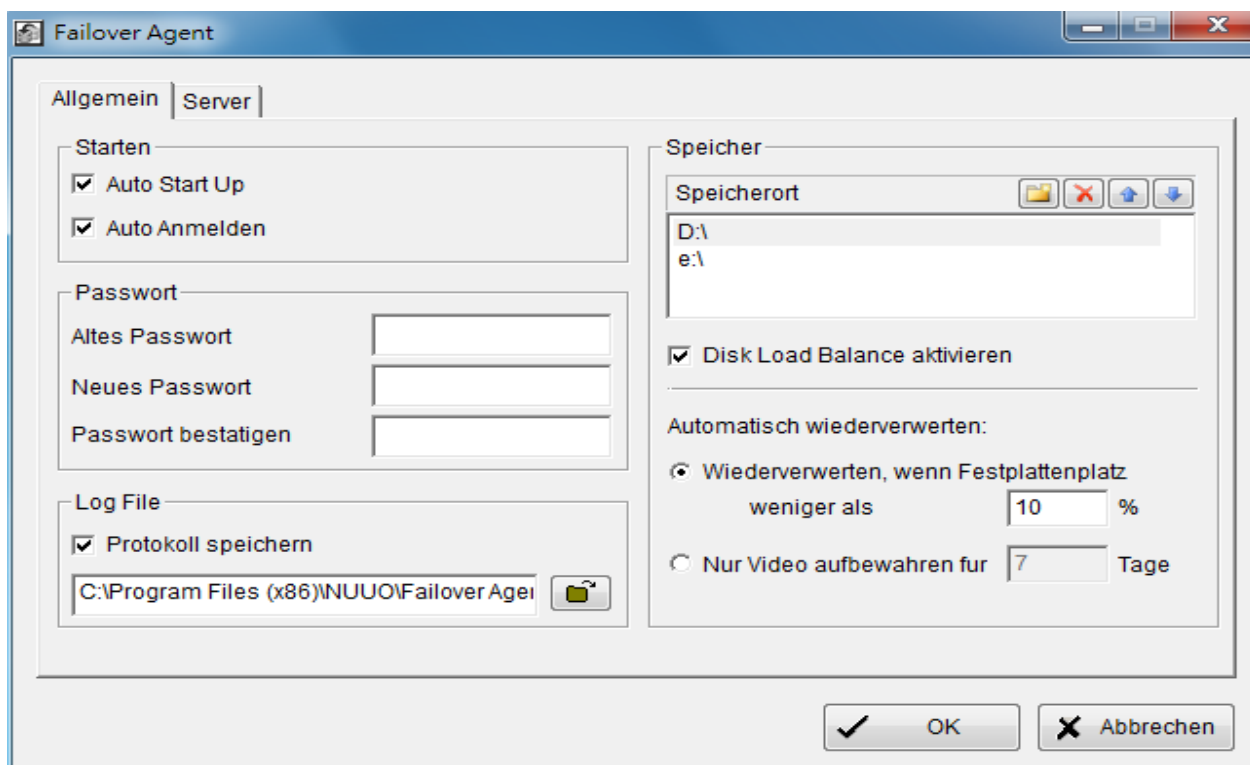 Failover Agent
Allgemein
Server
Starten
Auto Start Up
Auto Anmelden
Passwort
Altes Passwort
Neues Passwort
Passwort bestatigen
Log File
Protokoll speichern
C:\Program Files (x86)\NUUO\Failover Agen
Speicher
Speicherort
D:\
e:\
Disk Load Balance aktivieren
Automatisch wiederverwerten:
Wiederverwerten, wenn Festplattenplatz
weniger als 10 %
Nur Video aufbewahren fur 7 Tage
OK
Abbrechen